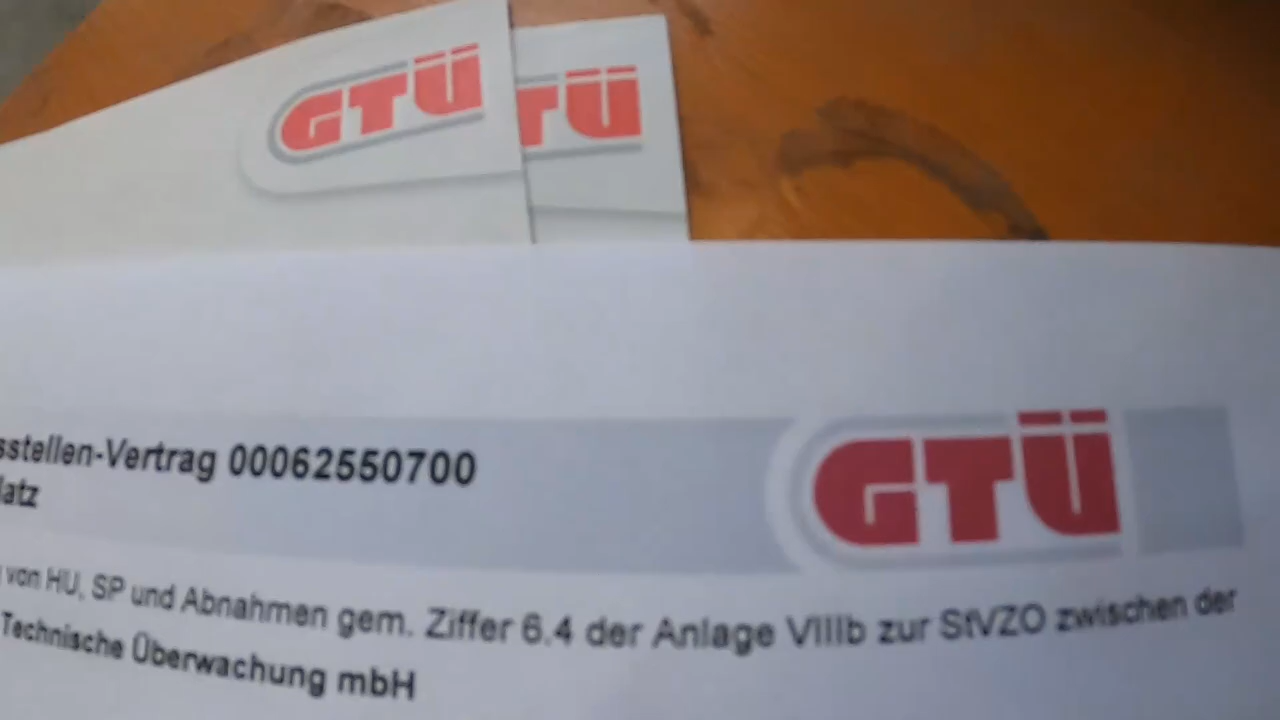 GTÜ
TÜ
sstellen-Vertrag 00062550700
latz
GTÜ
von HU, SP und Abnahmen gem. Ziffer 6.4 der Anlage VIIIb zur StVZO zwischen der
Technische Überwachung mbH